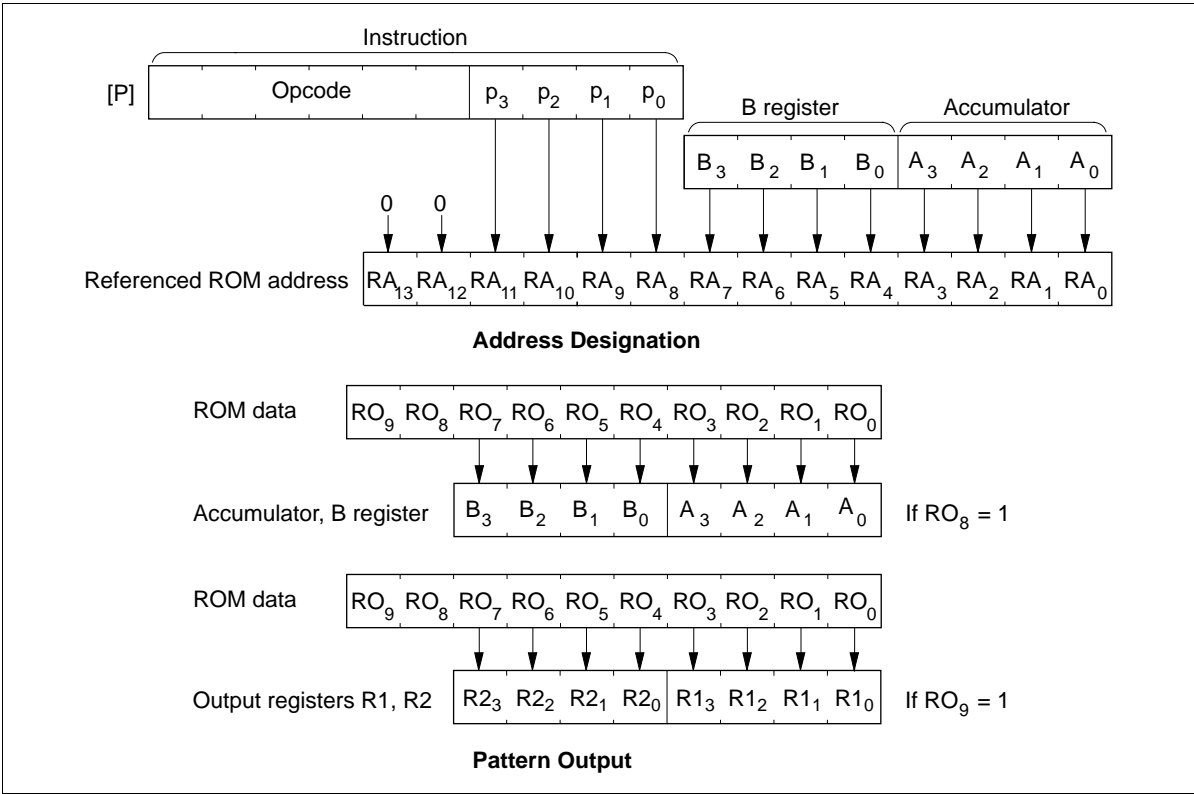 Instruction
[P] Opcode p3 p2 p1 p0
B register Accumulator
B3 B2 B1 B0 A3 A2 A1 A0
0 0
Referenced ROM address RA13 RA12 RA11 RA10 RA9 RA8 RA7 RA6 RA5 RA4 RA3 RA2 RA1 RA0
Address Designation
ROM data RO9 RO8 RO7 RO6 RO5 RO4 RO3 RO2 RO1 RO0
Accumulator, B register B3 B2 B1 B0 A3 A2 A1 A0 If RO8 = 1
ROM data RO9 RO8 RO7 RO6 RO5 RO4 RO3 RO2 RO1 RO0
Output registers R1, R2 R23 R22 R21 R20 R13 R12 R11 R10 If RO9 = 1
Pattern Output